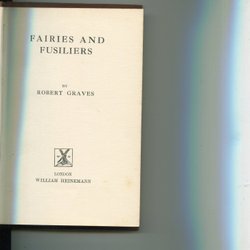 FAIRIES AND
FUSILIERS
BY
ROBERT GRAVES
LONDON
WILLIAM HEINEMANN